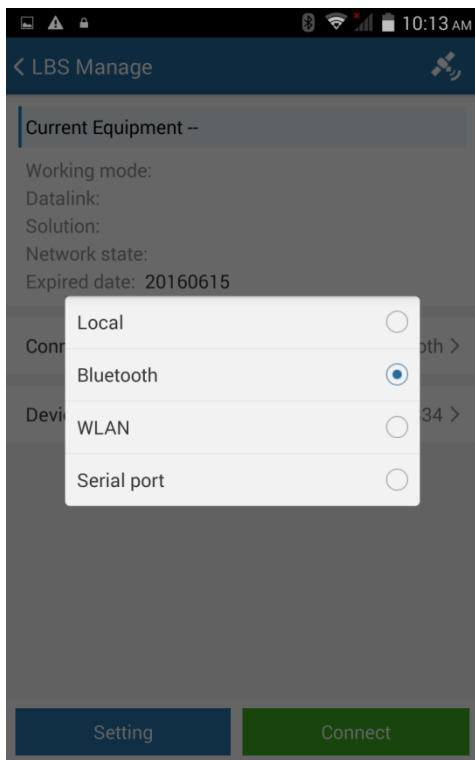 10:13 AM
LBS Manage
Current Equipment --
Working mode:
Datalink:
Solution:
Network state:
Expired date: 20160615
Local
Bluetooth
WLAN
Serial port
Setting
Connect